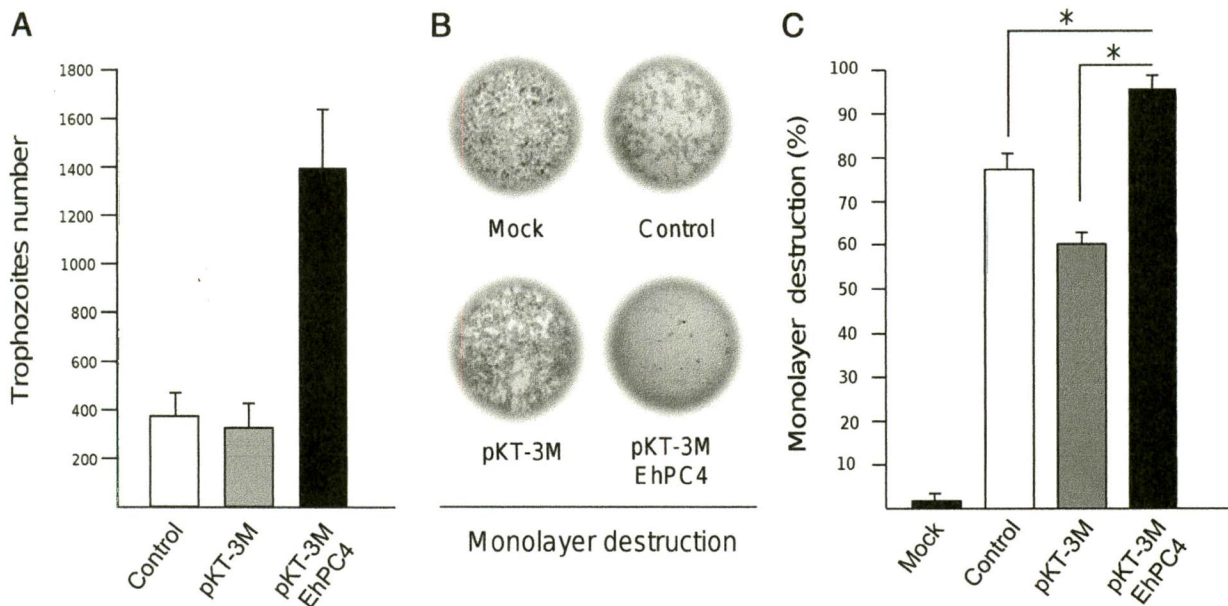 A
Trophozoites number
1800
1600
1400
1200
1000
800
600
400
200
Control
pKT-3M
pKT-3M
EhPC4
B
Mock
Control
pKT-3M
pKT-3M
EhPC4
Monolayer destruction
C
Monolayer destruction (%)
100
90
80
70
60
50
40
30
20
10
*
*
Mock
Control
pKT-3M
pKT-3M
EhPC4